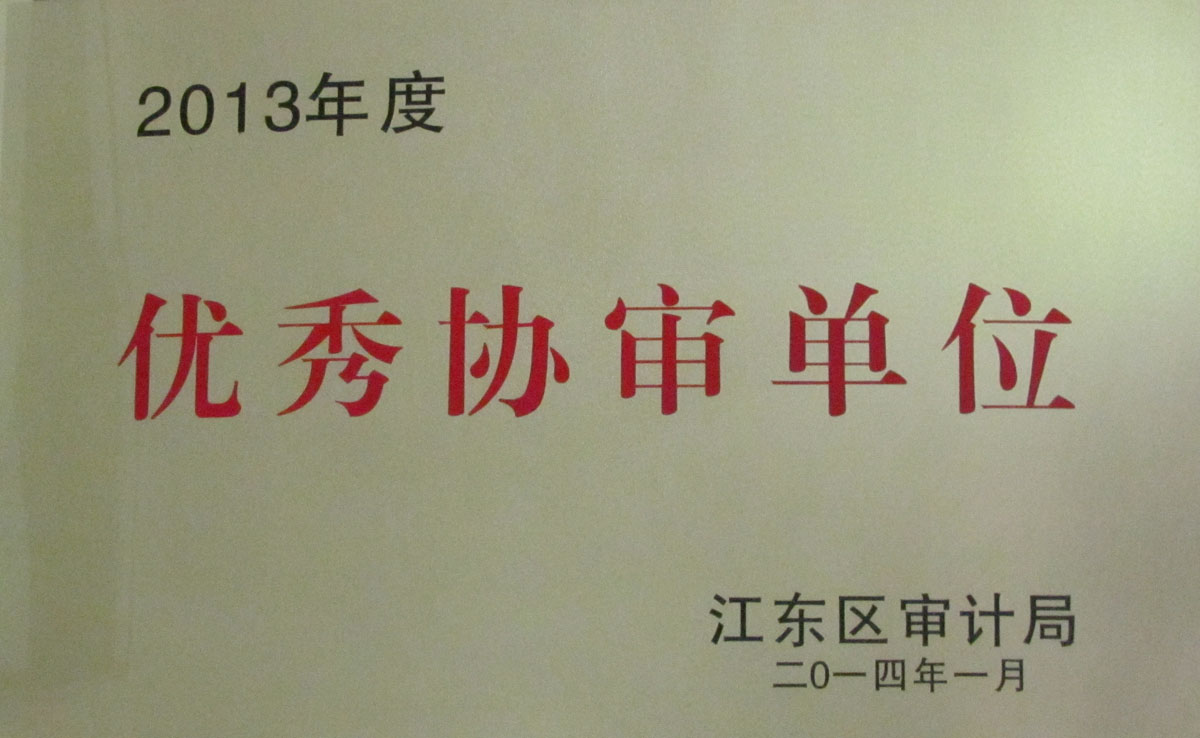 2013年度
优秀协审单位
江东区审计局
二0一四年一月